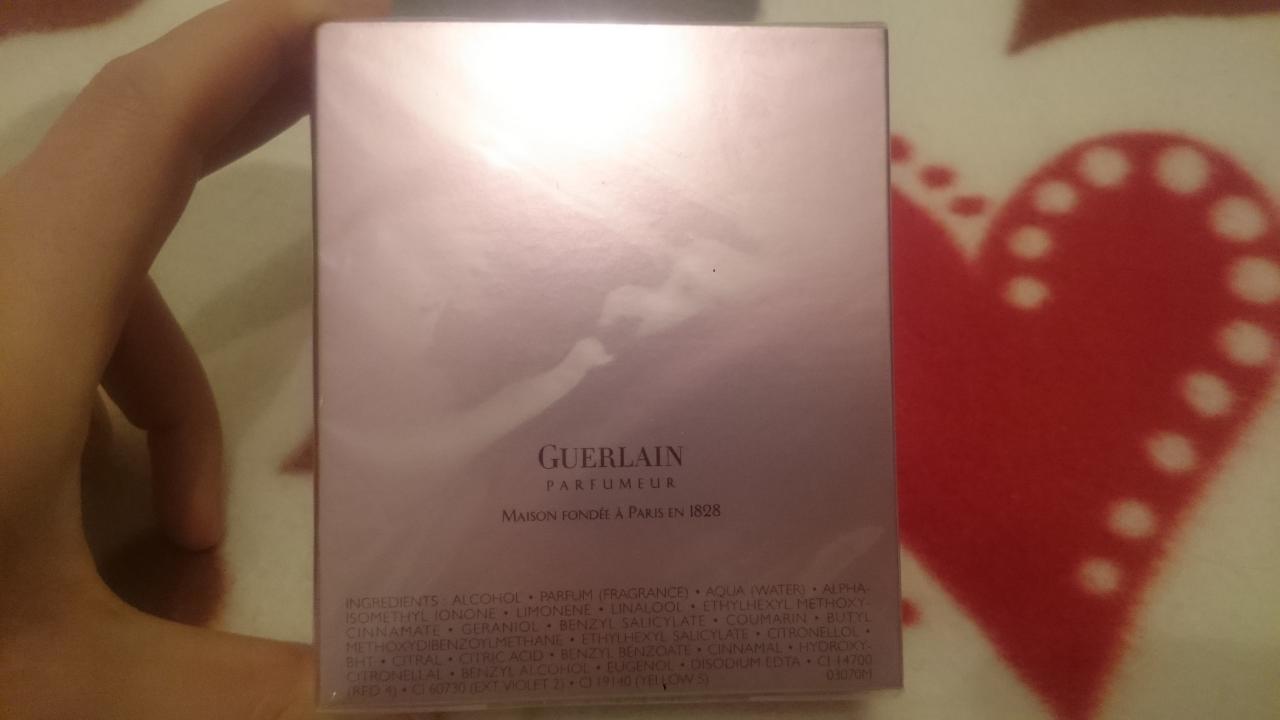 GUERLAIN
PARFUMEUR
MAISON FONDÉE À PARIS EN 1828
INGREDIENTS : ALCOHOL • PARFUM (FRAGRANCE) • AQUA (WATER) • ALPHA-
ISOMETHYL IONONE • LIMONENE • LINALOOL • ETHYLHEXYL METHOXY-
CINNAMATE • GERANIOL • BENZYL SALICYLATE • COUMARIN • BUTYL
METHOXYDIBENZOYLMETHANE • ETHYLHEXYL SALICYLATE • CITRONELLOL •
BHT • CITRAL • CITRIC ACID • BENZYL BENZOATE • CINNAMAL • HYDROXY-
CITRONELLAL • BENZYL ALCOHOL • EUGENOL • DISODIUM EDTA • CI 14700
(RED 4) • CI 60730 (EXT. VIOLET 2) • CI 19140 (YELLOW 5) 03070M